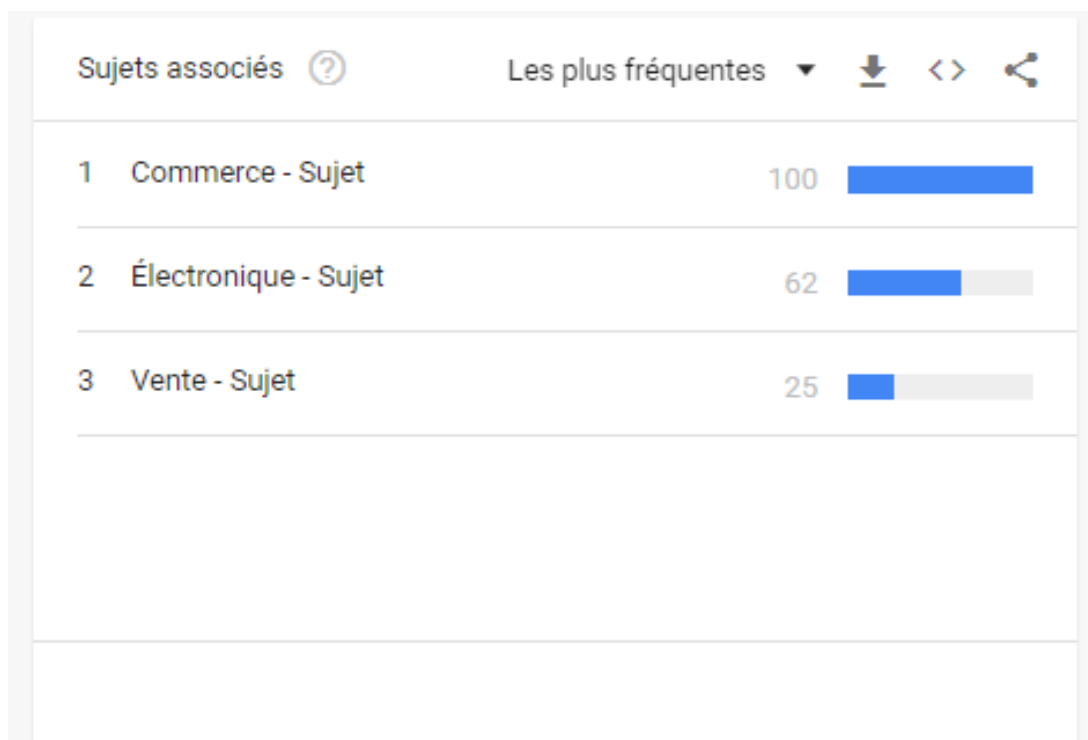 Sujets associés ? Les plus fréquentes <>
1 Commerce - Sujet 100
2 Électronique - Sujet 62
3 Vente - Sujet 25